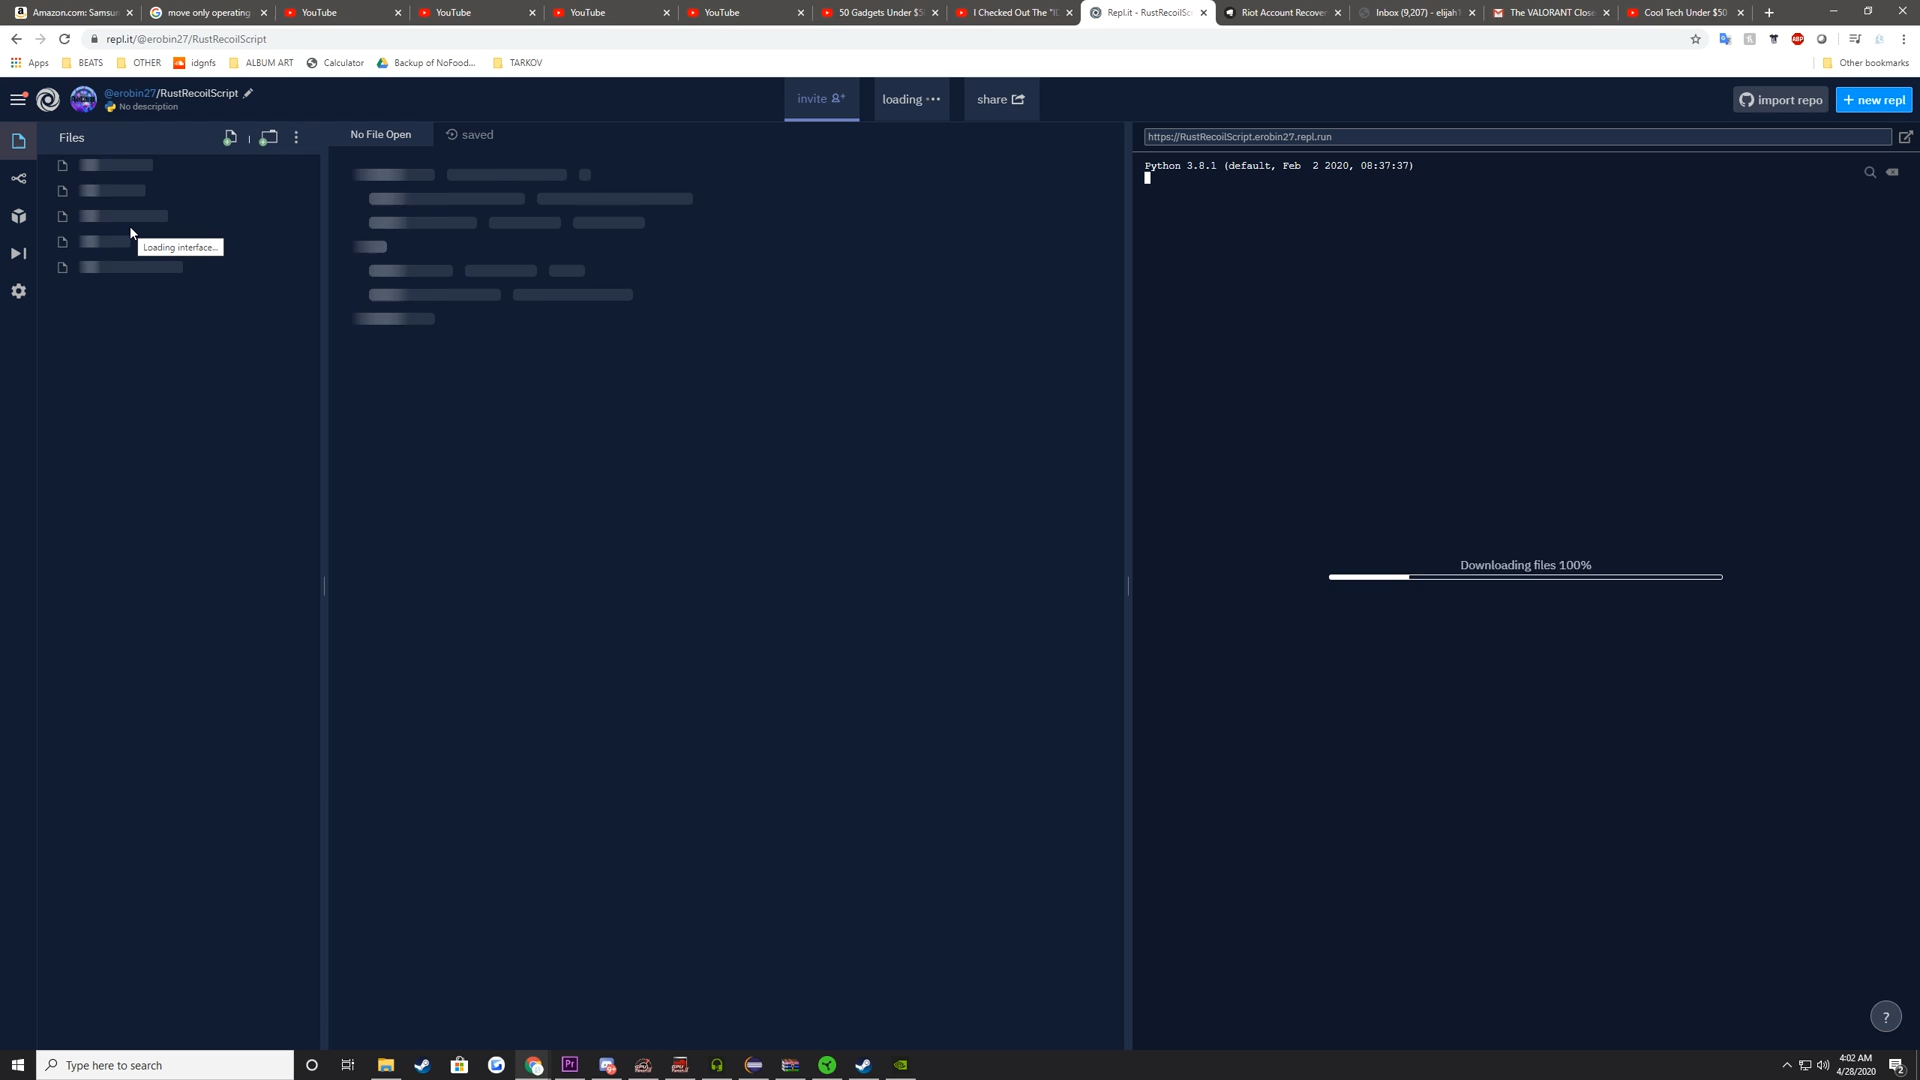 Amazon.com: Samsun
move only operating
YouTube
YouTube
YouTube
YouTube
50 Gadgets Under $5
I Checked Out The "I
Repl.it - RustRecoilSc
Riot Account Recover
Inbox (9,207) - elijah
The VALORANT Close
Cool Tech Under $50
repl.it/@erobin27/RustRecoilScript
Apps
BEATS
OTHER
idgnfs
ALBUM ART
Calculator
Backup of NoFood...
TARKOV
Other bookmarks
@erobin27/RustRecoilScript
No description
invite
loading •••
share
import repo
+ new repl
Files
No File Open
saved
https://RustRecoilScript.erobin27.repl.run
Python 3.8.1 (default, Feb  2 2020, 08:37:37)
Loading interface...
Downloading files 100%
?
Type here to search
4:02 AM
4/28/2020